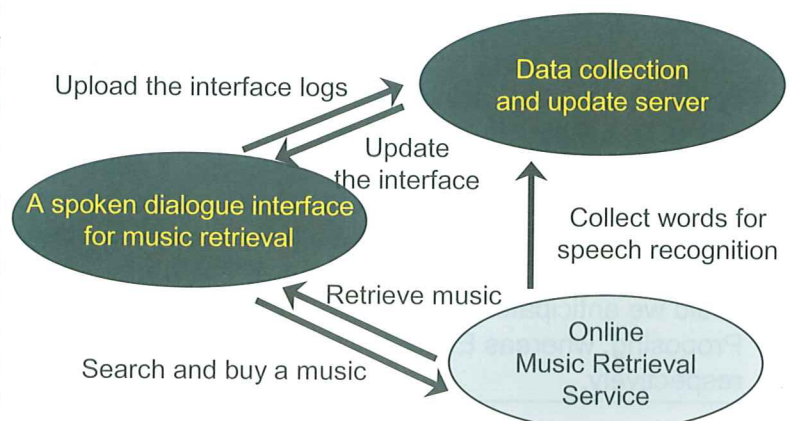 Data collection
and update server
Upload the interface logs
Update
the interface
A spoken dialogue interface
for music retrieval
Collect words for
speech recognition
Retrieve music
Online
Music Retrieval
Service
Search and buy a music